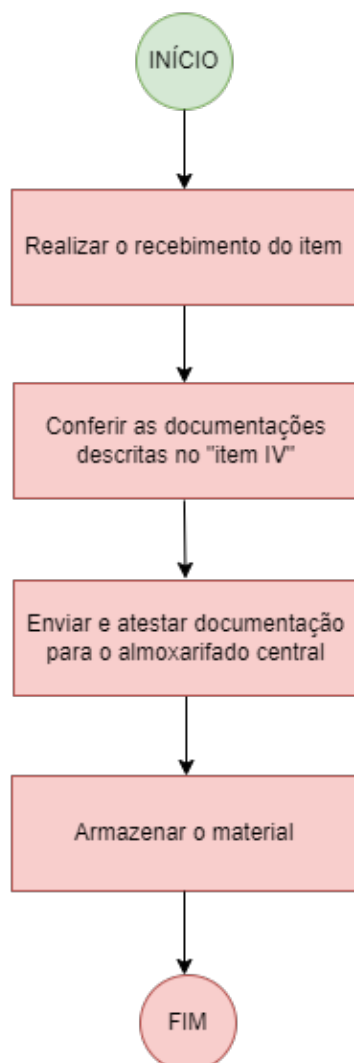 INÍCIO
Realizar o recebimento do item
Conferir as documentações
descritas no "item IV"
Enviar e atestar documentação
para o almoxarifado central
Armazenar o material
FIM